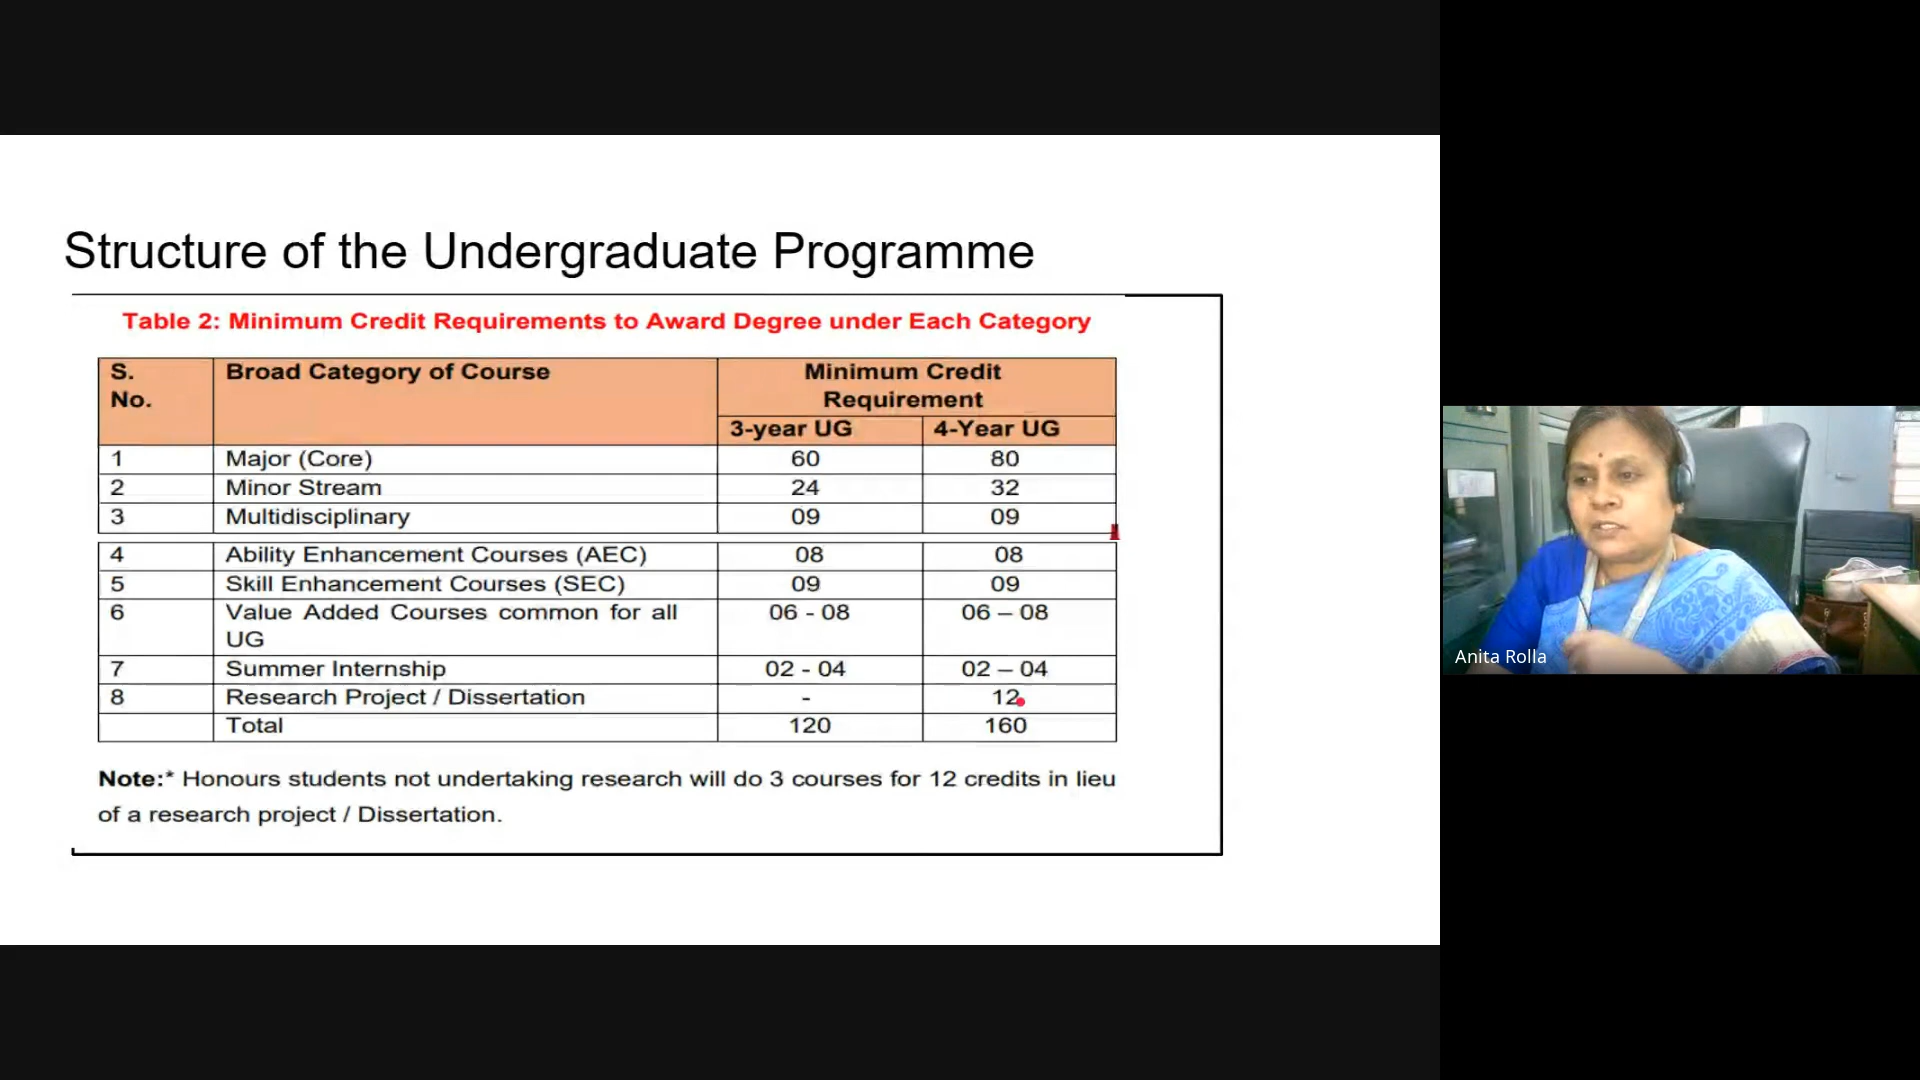 Structure of the Undergraduate Programme
Table 2: Minimum Credit Requirements to Award Degree under Each Category
S. No. Broad Category of Course Minimum Credit Requirement
3-year UG 4-Year UG
1 Major (Core) 60 80
2 Minor Stream 24 32
3 Multidisciplinary 09 09
4 Ability Enhancement Courses (AEC) 08 08
5 Skill Enhancement Courses (SEC) 09 09
6 Value Added Courses common for all UG 06 - 08 06 – 08
7 Summer Internship 02 - 04 02 – 04
8 Research Project / Dissertation - 12
Total 120 160
Note:* Honours students not undertaking research will do 3 courses for 12 credits in lieu
of a research project / Dissertation.
Anita Rolla